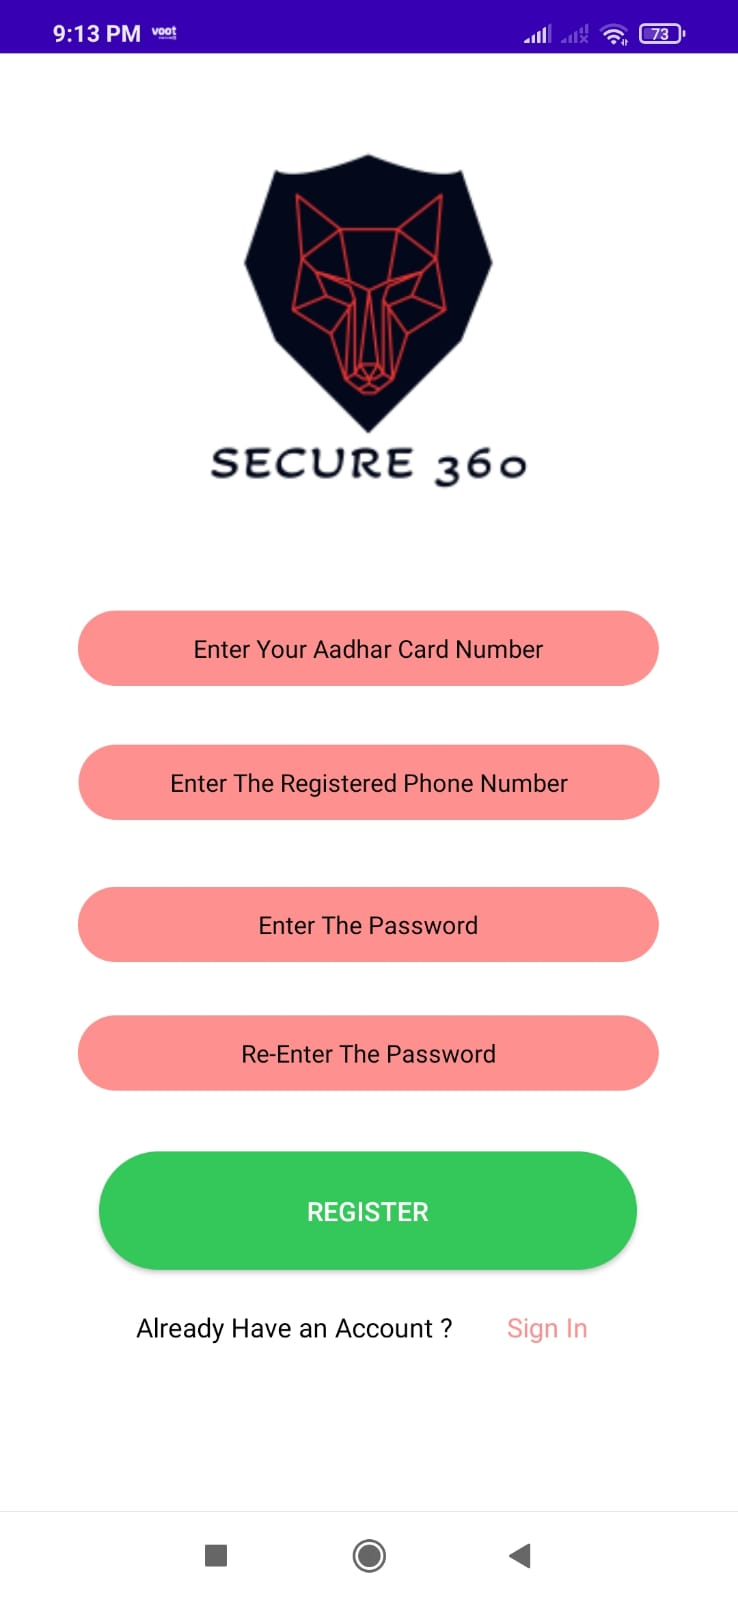 9:13 PM voot
73
SECURE 360
Enter Your Aadhar Card Number
Enter The Registered Phone Number
Enter The Password
Re-Enter The Password
REGISTER
Already Have an Account ? Sign In